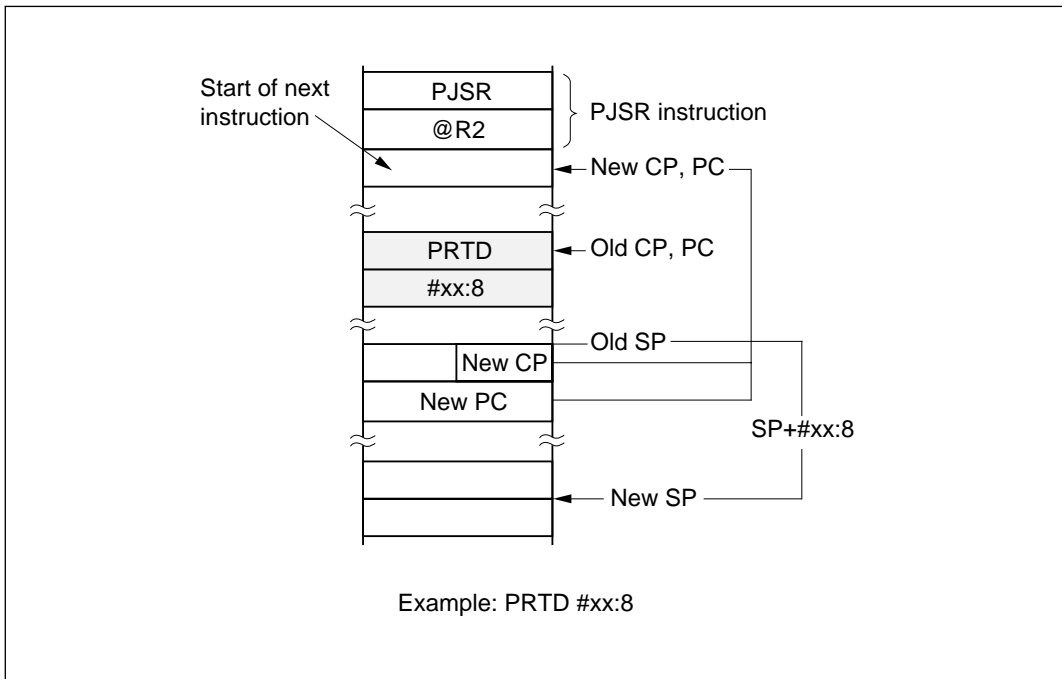 Start of next
instruction
PJSR
@R2
PJSR instruction
New CP, PC
PRTD
Old CP, PC
#xx:8
Old SP
New CP
New PC
SP+#xx:8
New SP
Example: PRTD #xx:8